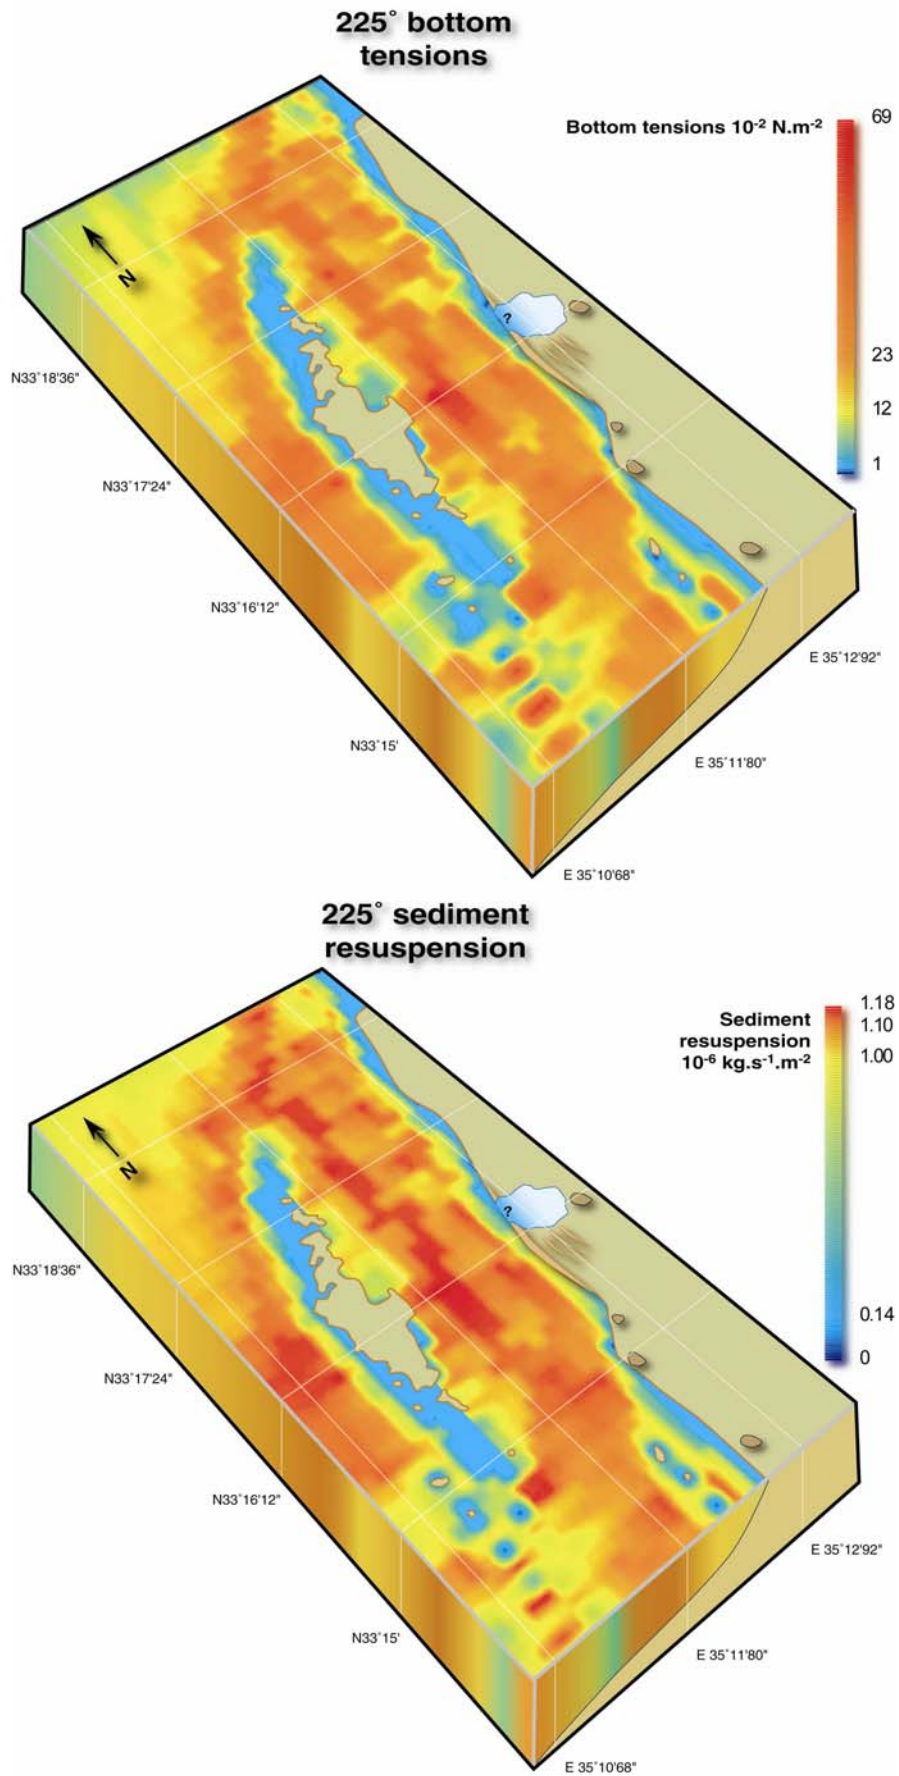 225° bottom
tensions
Bottom tensions 10-2 N.m-2
69
23
12
1
N
?
N33°18'36"
N33°17'24"
N33°16'12"
N33°15'
E 35°12'92"
E 35°11'80"
E 35°10'68"
225° sediment
resuspension
Sediment
resuspension
10-6 kg.s-1.m-2
1.18
1.10
1.00
0.14
0
N
?
N33°18'36"
N33°17'24"
N33°16'12"
N33°15'
E 35°12'92"
E 35°11'80"
E 35°10'68"